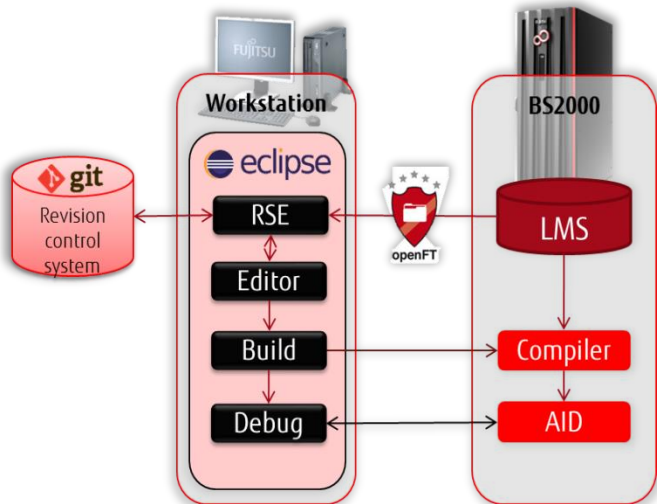 FUJITSU
Workstation
BS2000
git
Revision
control
system
eclipse
RSE
Editor
Build
Debug
openFT
LMS
Compiler
AID